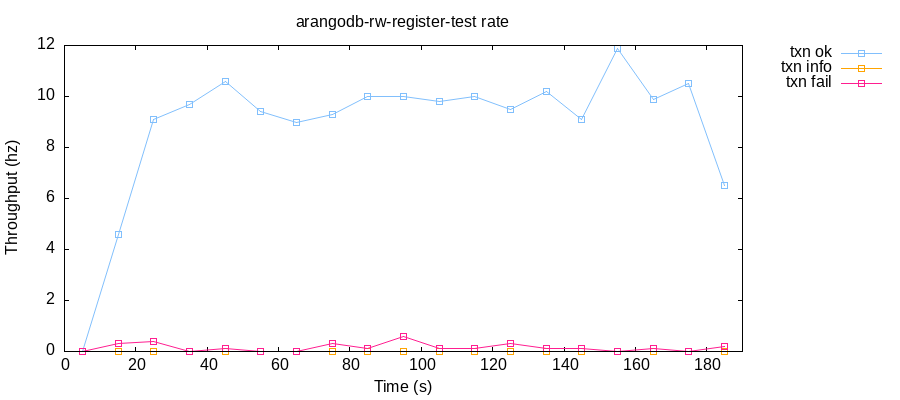 arangodb-rw-register-test rate
txn ok
txn info
txn fail
Throughput (hz)
12
10
8
6
4
2
0
0 20 40 60 80 100 120 140 160 180
Time (s)